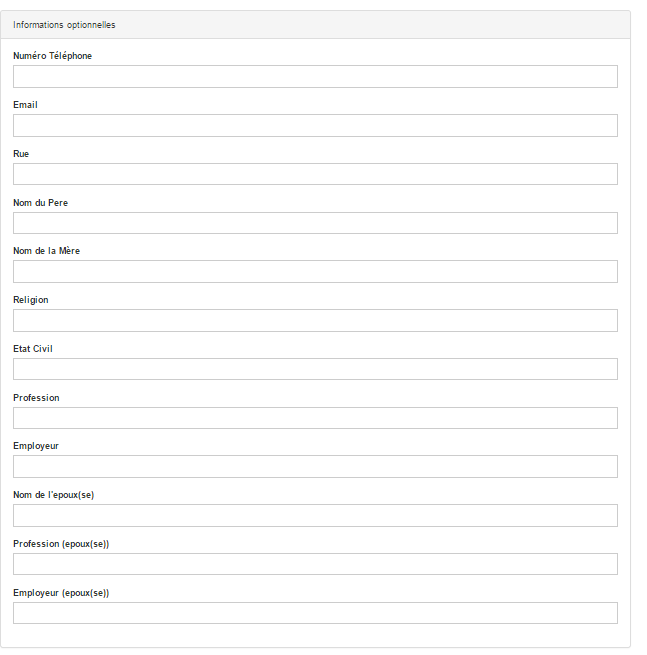 Informations optionnelles
Numéro Téléphone
Email
Rue
Nom du Pere
Nom de la Mère
Religion
Etat Civil
Profession
Employeur
Nom de l'epoux(se)
Profession (epoux(se))
Employeur (epoux(se))